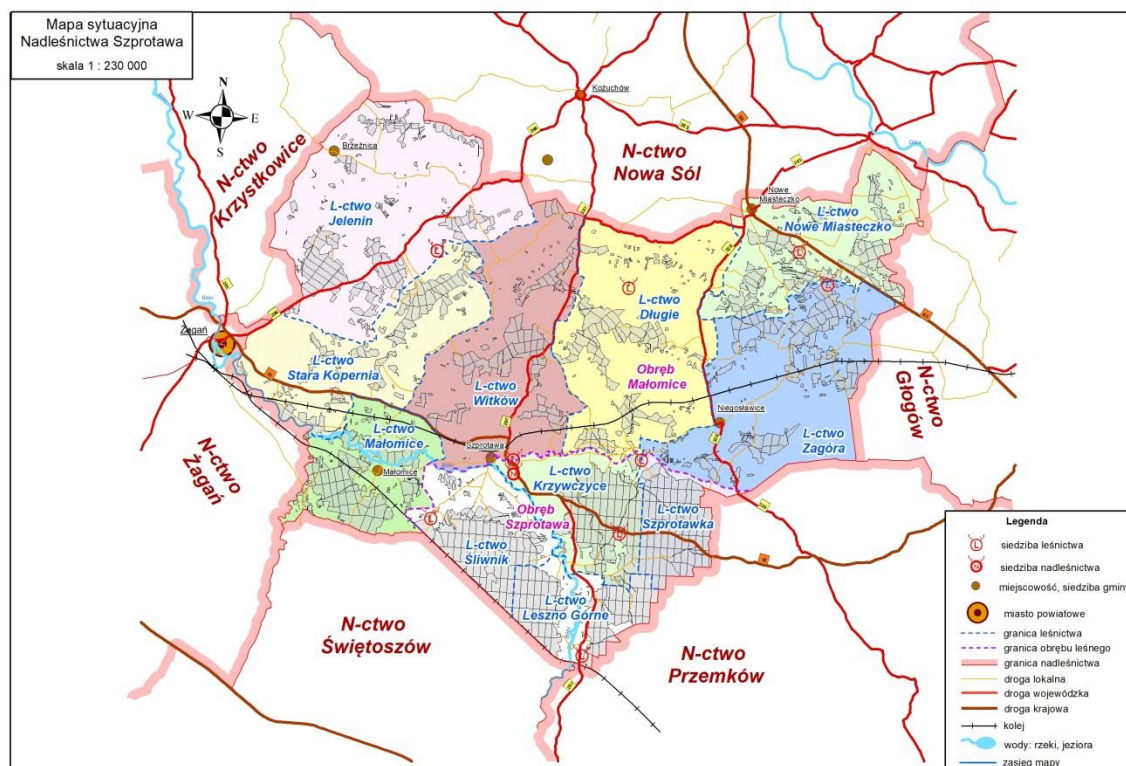 Mapa sytuacyjna
Nadleśnictwa Szprotawa
skala 1 : 230 000
N
W
E
S
Kożuchów
Brzeźnica
N-ctwo
Krzystkowice
N-ctwo
Nowa Sól
Nowe
Miasteczko
L-ctwo
Jelenin
L-ctwo
Nowe Miasteczko
L-ctwo
Długie
Żagań
L-ctwo
Stara Kopernia
L-ctwo
Witków
Obręb
Małomice
N-ctwo
Głogów
Niegosławice
L-ctwo
Małomice
Szprotawa
L-ctwo
Zagóra
N-ctwo
Żagań
Małomice
L-ctwo
Krzywczyce
Obręb
Szprotawa
L-ctwo
Szprotawka
L-ctwo
Śliwnik
L-ctwo
Leszno Górne
N-ctwo
Świętoszów
N-ctwo
Przemków
Legenda
siedziba leśnictwa
siedziba nadleśnictwa
miejscowość, siedziba gminy
miasto powiatowe
granica leśnictwa
granica obrębu leśnego
granica nadleśnictwa
droga lokalna
droga wojewódzka
droga krajowa
kolej
wody: rzeki, jeziora
zasięg mapy